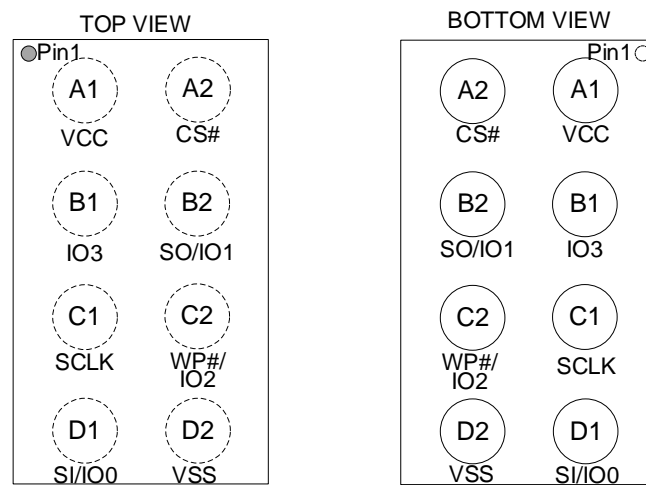 TOP VIEW
Pin1
A1 A2
VCC CS#
B1 B2
IO3 SO/IO1
C1 C2
SCLK WP#/
IO2
D1 D2
SI/IO0 VSS
BOTTOM VIEW
Pin1
A2 A1
CS# VCC
B2 B1
SO/IO1 IO3
C2 C1
WP#/ SCLK
IO2
D2 D1
VSS SI/IO0